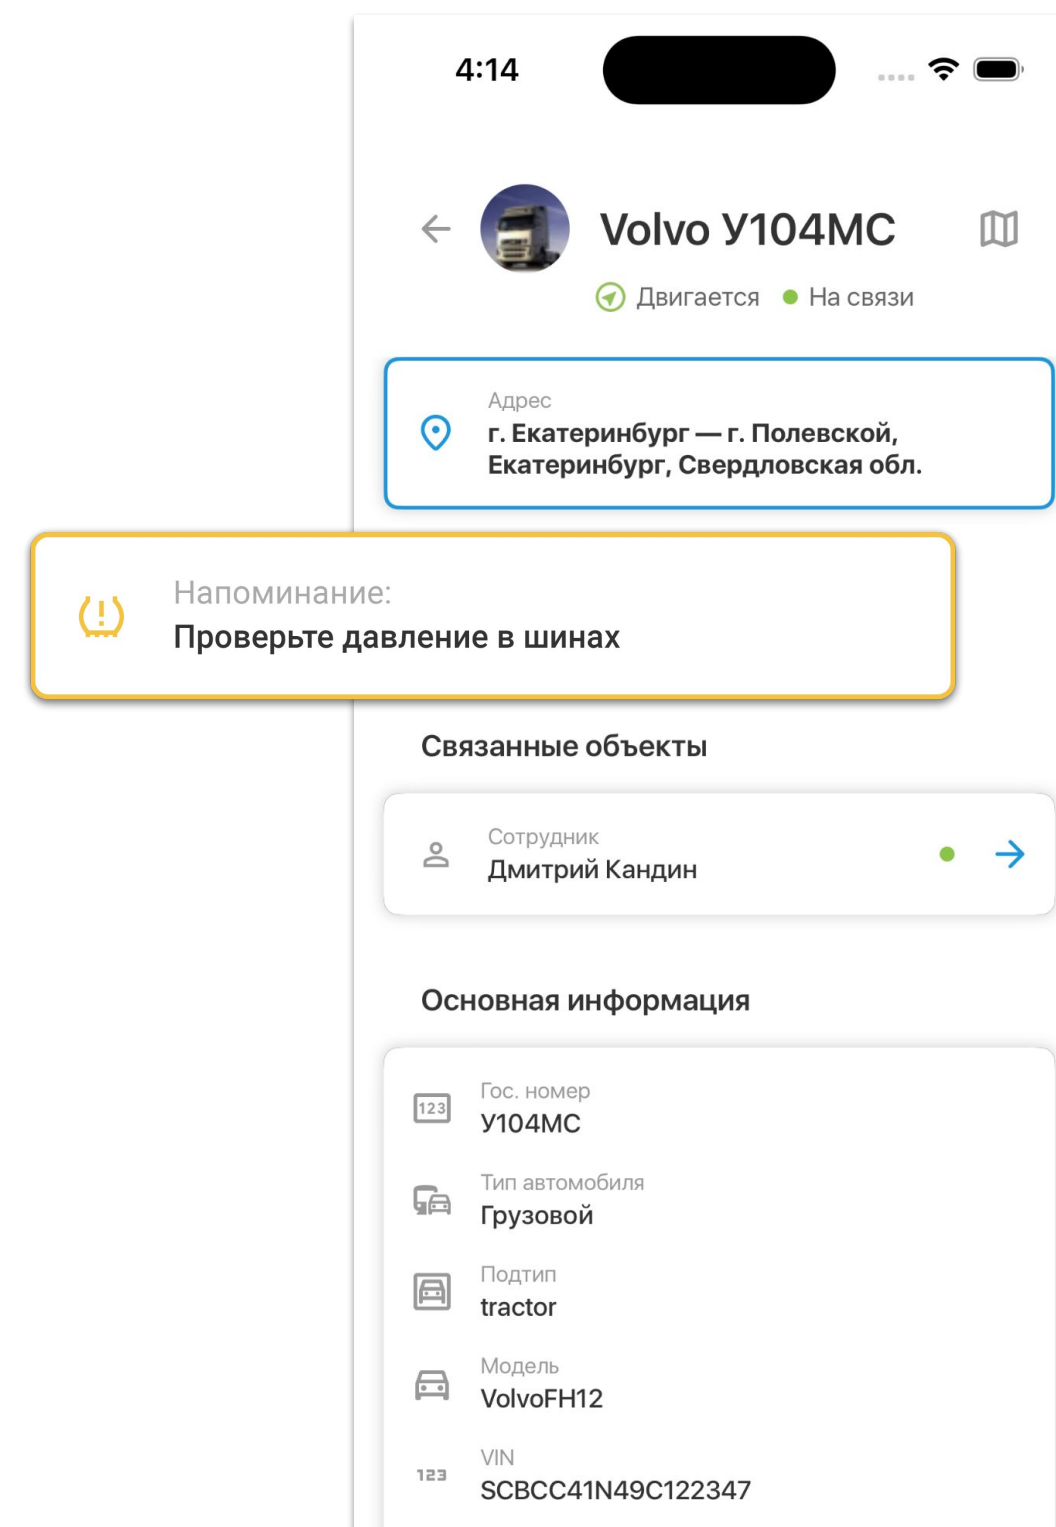 4:14
Volvo У104МС
Двигается
На связи
Адрес
г. Екатеринбург — г. Полевской,
Екатеринбург, Свердловская обл.
Напоминание:
Проверьте давление в шинах
Связанные объекты
Сотрудник
Дмитрий Кандин
Основная информация
123
Гос. номер
У104МС
Тип автомобиля
Грузовой
Подтип
tractor
Модель
VolvoFH12
123
VIN
SCBCC41N49C122347